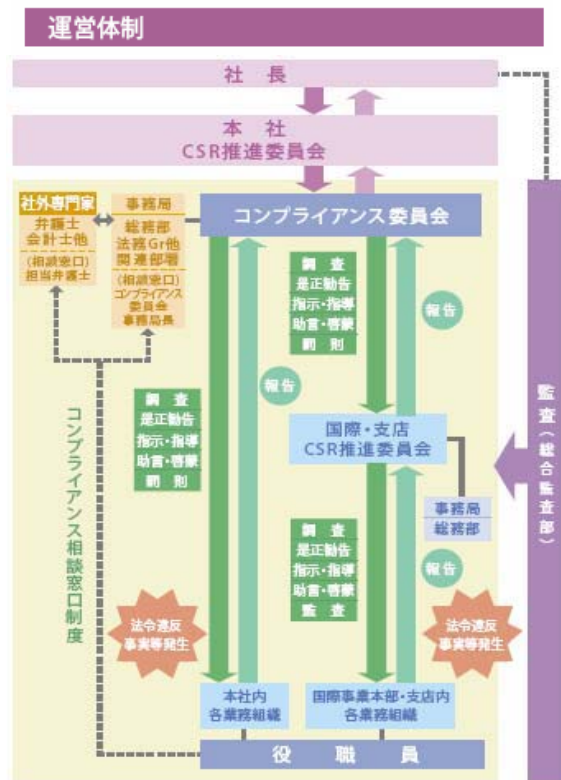 運営体制
社長
本社
CSR推進委員会
コンプライアンス委員会
社外専門家
弁護士
会計士他
(相談窓口)
担当弁護士
事務局
総務部
法務Gr他
関連部署
(相談窓口)
コンプライアンス
委員会
事務局長
調査
是正勧告
指示・指導
助言・啓蒙
罰則
報告
調査
是正勧告
指示・指導
助言・啓蒙
罰則
報告
国際・支店
CSR推進委員会
事務局
総務部
調査
是正勧告
指示・指導
助言・啓蒙
監査
報告
コンプライアンス相談窓口制度
監査(総合監査部)
法令違反
事実等発生
法令違反
事実等発生
本社内
各業務組織
国際事業本部・支店内
各業務組織
役職員